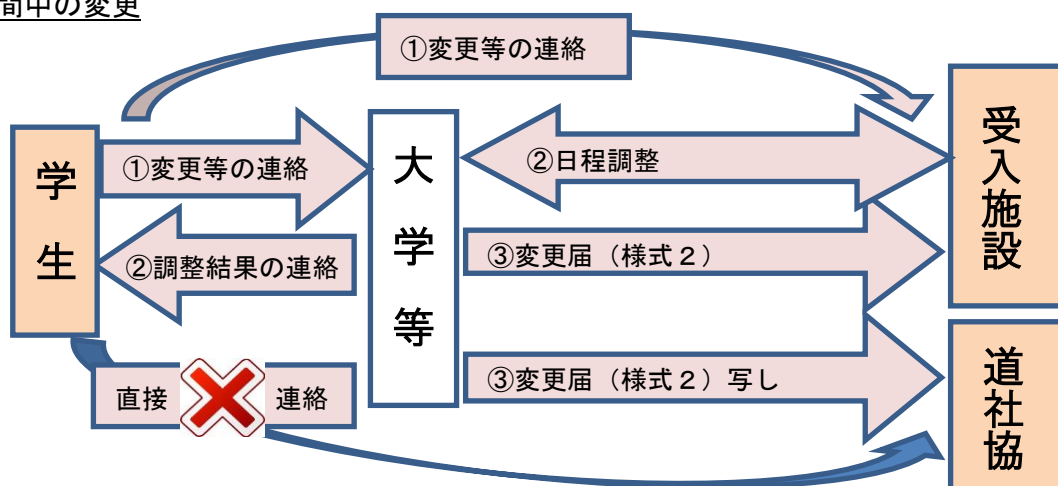 間中の変更
①変更等の連絡
学生
①変更等の連絡
②調整結果の連絡
直接 連絡
大学等
②日程調整
③変更届（様式２）
③変更届（様式２）写し
受入施設
道社協